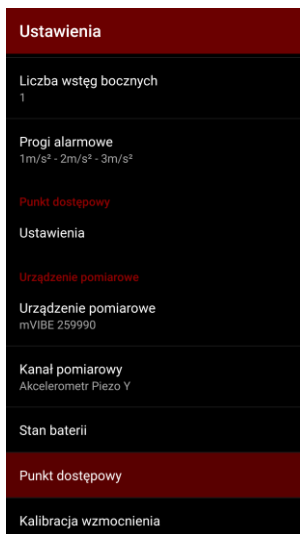 Ustawienia
Liczba wstęg bocznych
1
Progi alarmowe
1m/s² - 2m/s² - 3m/s²
Punkt dostępowy
Ustawienia
Urządzenie pomiarowe
Urządzenie pomiarowe
mVIBE 259990
Kanał pomiarowy
Akcelerometr Piezo Y
Stan baterii
Punkt dostępowy
Kalibracja wzmocnienia